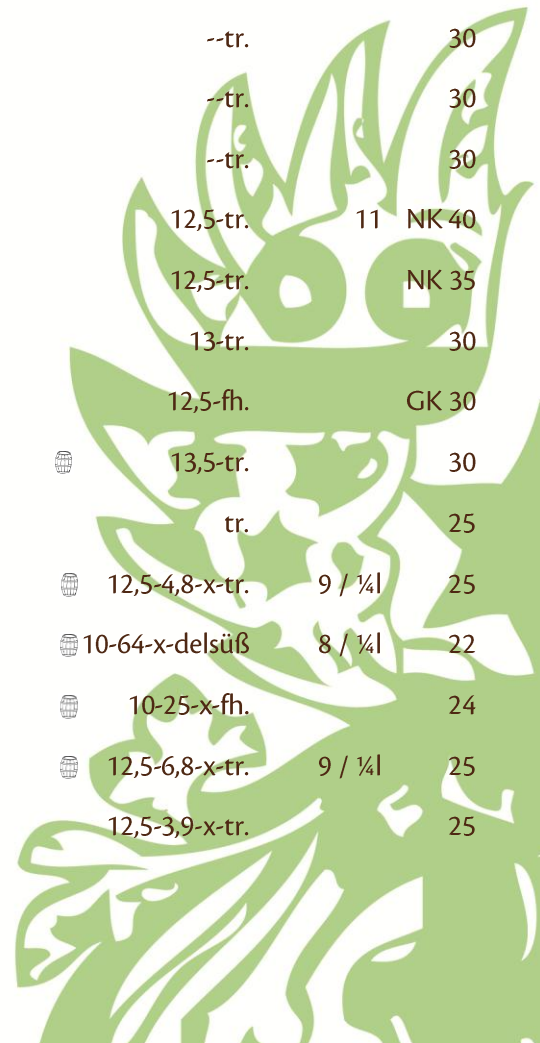 --tr. 30
--tr. 30
--tr. 30
12,5-tr. 11 NK 40
12,5-tr. NK 35
13-tr. 30
12,5-fh. GK 30
13,5-tr. 30
tr. 25
12,5-4,8-x-tr. 9 / ¼l 25
10-64-x-delsüß 8 / ¼l 22
10-25-x-fh. 24
12,5-6,8-x-tr. 9 / ¼l 25
12,5-3,9-x-tr. 25